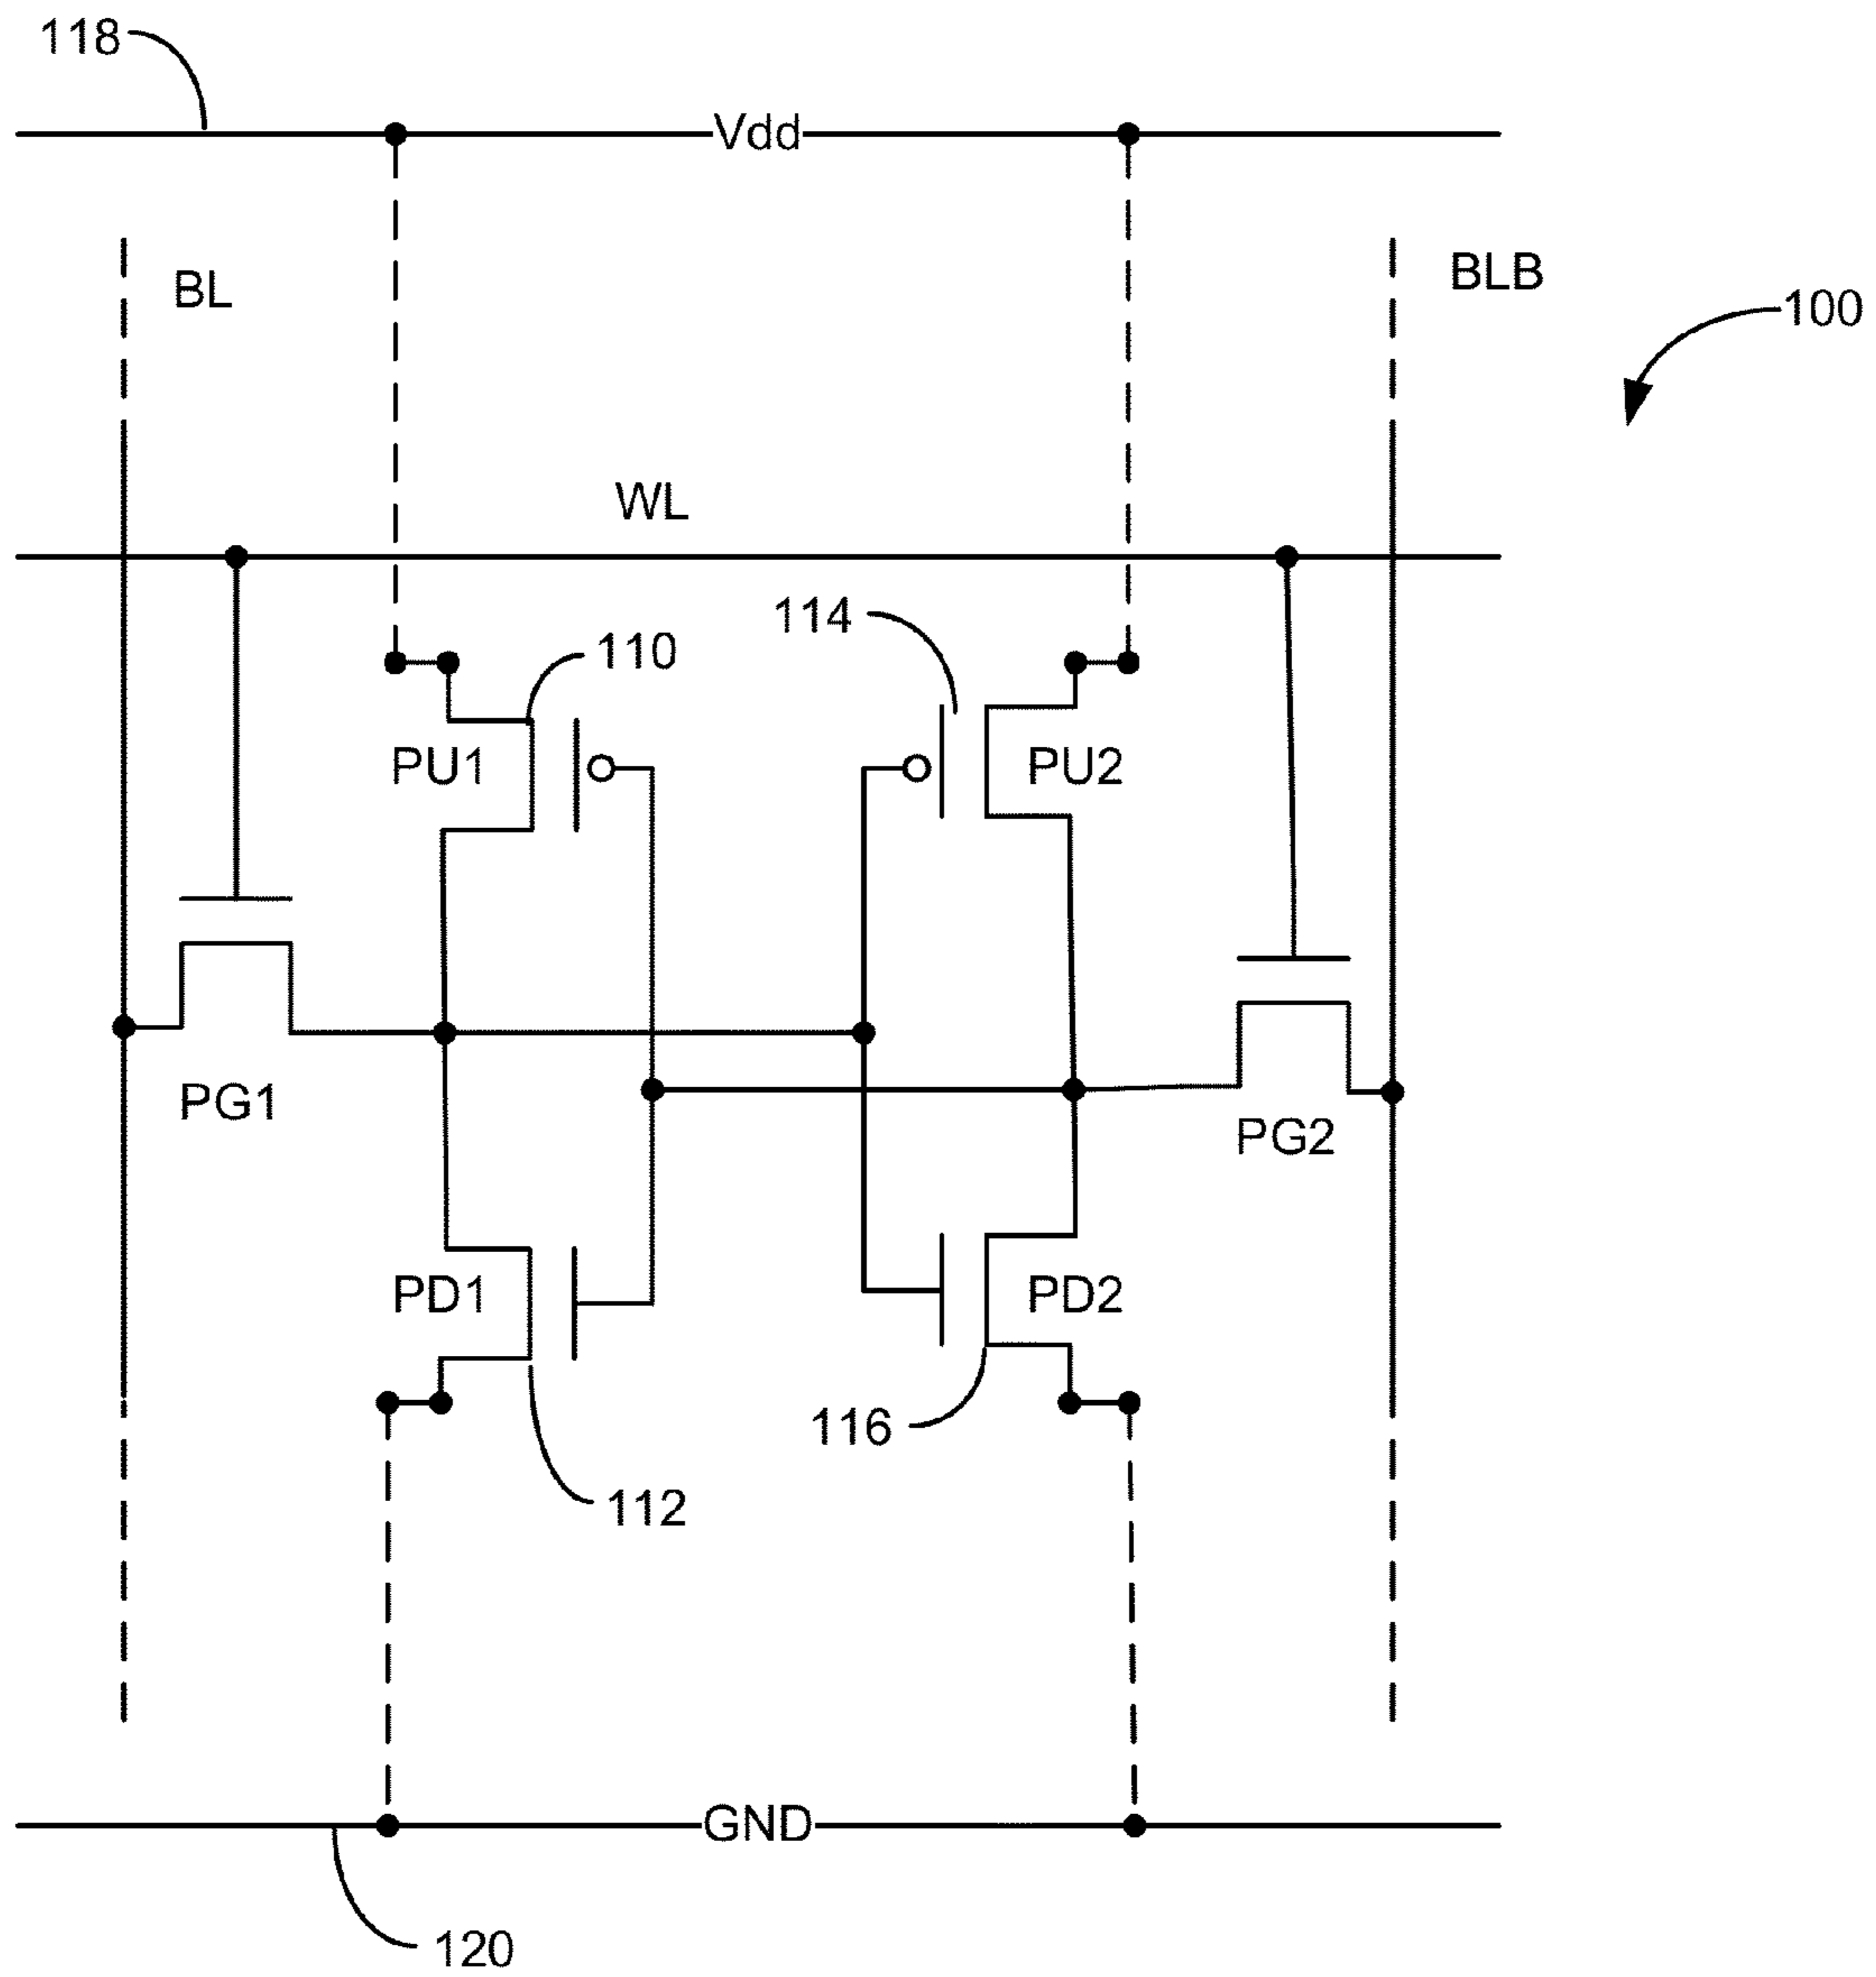 118
Vdd
BL
BLB
100
WL
114
110
PU1
PU2
PG1
PG2
PD1
PD2
116
112
GND
120